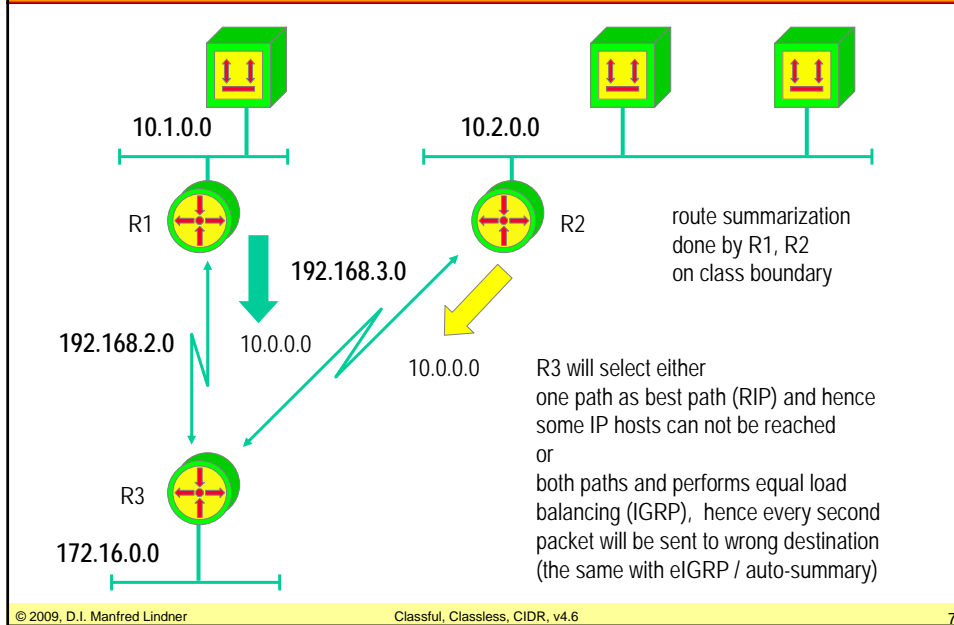 10.1.0.0
10.2.0.0
R1
R2
route summarization
done by R1, R2
on class boundary
192.168.3.0
192.168.2.0
10.0.0.0
10.0.0.0
R3 will select either
one path as best path (RIP) and hence
some IP hosts can not be reached
or
both paths and performs equal load
balancing (IGRP), hence every second
packet will be sent to wrong destination
(the same with eIGRP / auto-summary)
R3
172.16.0.0
© 2009, D.I. Manfred Lindner
Classful, Classless, CIDR, v4.6
7